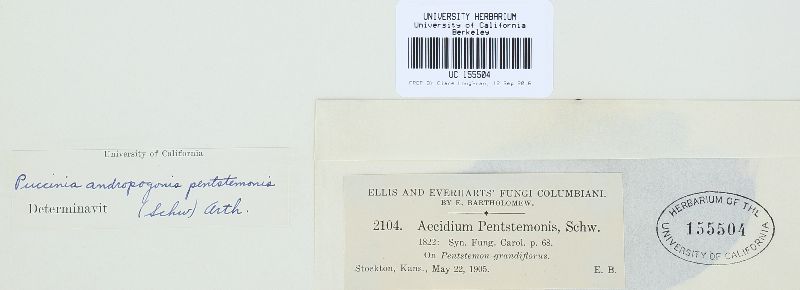 UNIVERSITY HERBARIUM
University of California
Berkeley
UC 155504
University of California
Puccinia andropogonis pentstemonis
Determinavit (Schw) Arth.
ELLIS AND EVERHARTS' FUNGI COLUMBIANI.
BY E. BARTHOLOMEW.
2104. Aecidium Pentstemonis, Schw.
1822: Syn. Fung. Carol. p. 68.
On Pentstemon grandiflorus.
Stockton, Kans., May 22, 1905. E. B.
HERBARIUM OF THE
155504
UNIVERSITY OF CALIFORNIA